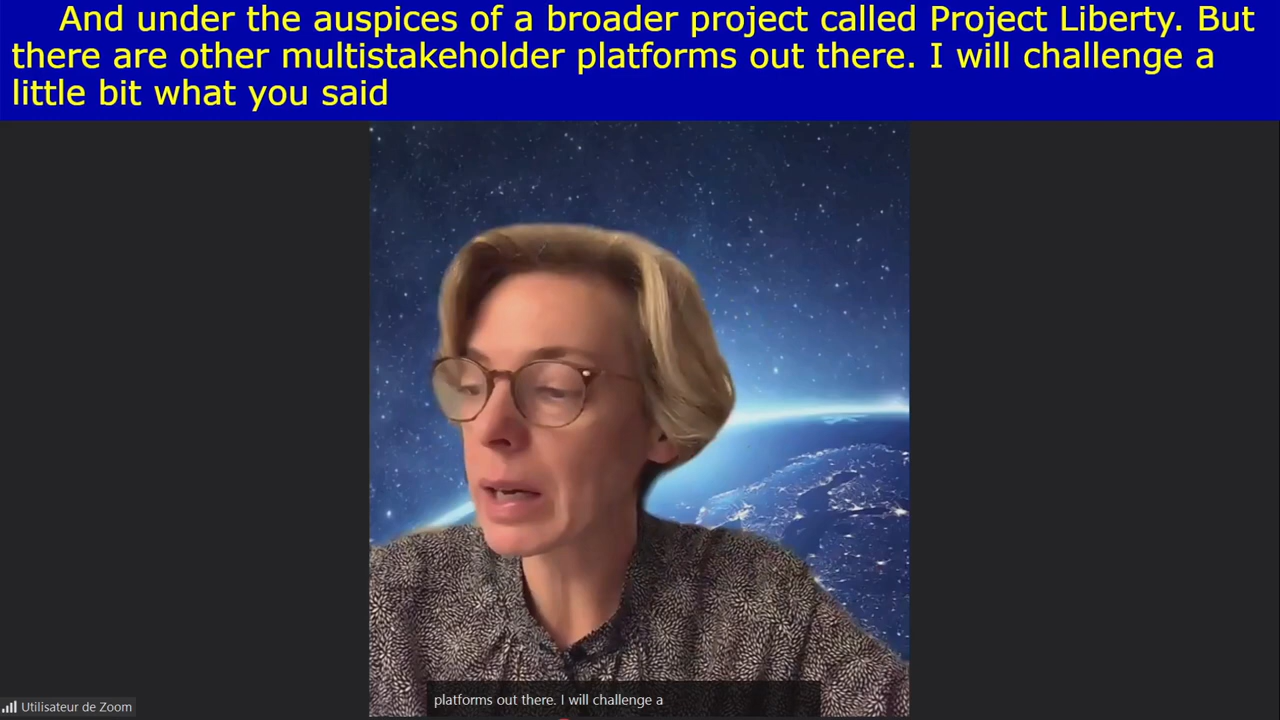 And under the auspices of a broader project called Project Liberty. But
there are other multistakeholder platforms out there. I will challenge a
little bit what you said
platforms out there. I will challenge a
Utilisateur de Zoom